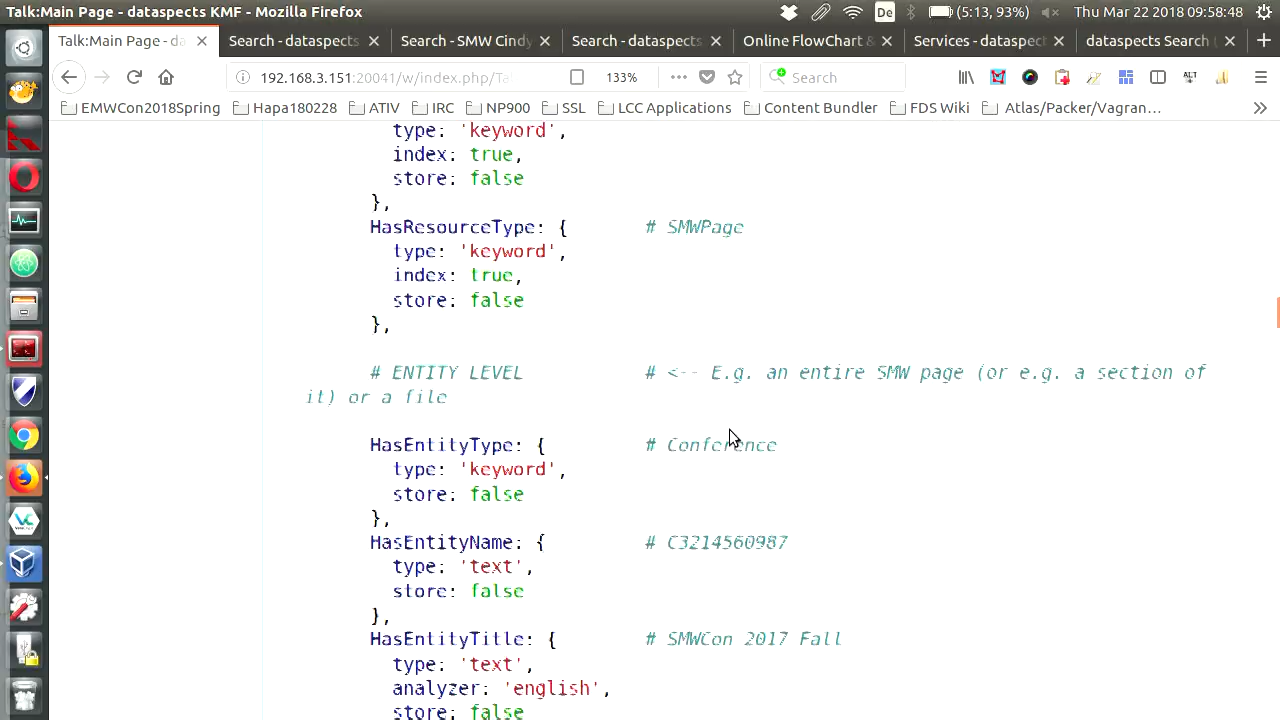 Talk:Main Page - dataspects KMF - Mozilla Firefox
De
(5:13, 93%)
Thu Mar 22 2018 09:58:48
Talk:Main Page - da
Search - dataspects
Search - SMW Cindy
Search - dataspects
Online FlowChart &
Services - dataspect
dataspects Search (
192.168.3.151:20041/w/index.php/Ta
133%
Search
ALT
EMWCon2018Spring
Hapa180228
ATIV
IRC
NP900
SSL
LCC Applications
Content Bundler
FDS Wiki
Atlas/Packer/Vagran...
type: 'keyword',
index: true,
store: false
},
HasResourceType: { # SMWPage
type: 'keyword',
index: true,
store: false
},
# ENTITY LEVEL # <-- E.g. an entire SMW page (or e.g. a section of
it) or a file
HasEntityType: { # Conference
type: 'keyword',
store: false
},
HasEntityName: { # C3214560987
type: 'text',
store: false
},
HasEntityTitle: { # SMWCon 2017 Fall
type: 'text',
analyzer: 'english',
store: false